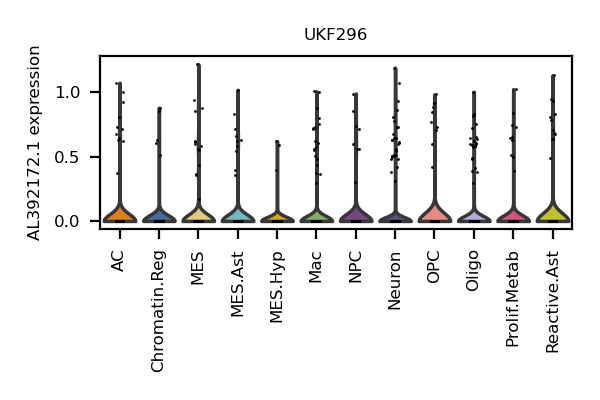 UKF296
AL392172.1 expression
1.0
0.5
0.0
AC
Chromatin.Reg
MES
MES.Ast
MES.Hyp
Mac
NPC
Neuron
OPC
Oligo
Prolif.Metab
Reactive.Ast